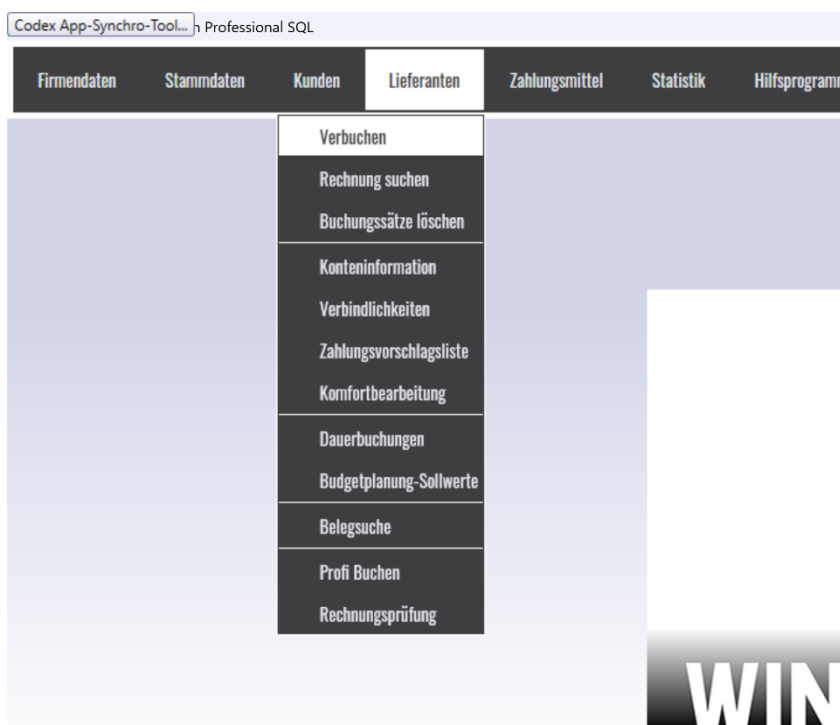 Codex App-Synchro-Tool... n Professional SQL
Firmendaten Stammdaten Kunden Lieferanten Zahlungsmittel Statistik Hilfsprogramm
Verbuchen
Rechnung suchen
Buchungssätze löschen
Konteninformation
Verbindlichkeiten
Zahlungsvorschlagsliste
Komfortbearbeitung
Dauerbuchungen
Budgetplanung-Sollwerte
Belegsuche
Profi Buchen
Rechnungsprüfung
WIN